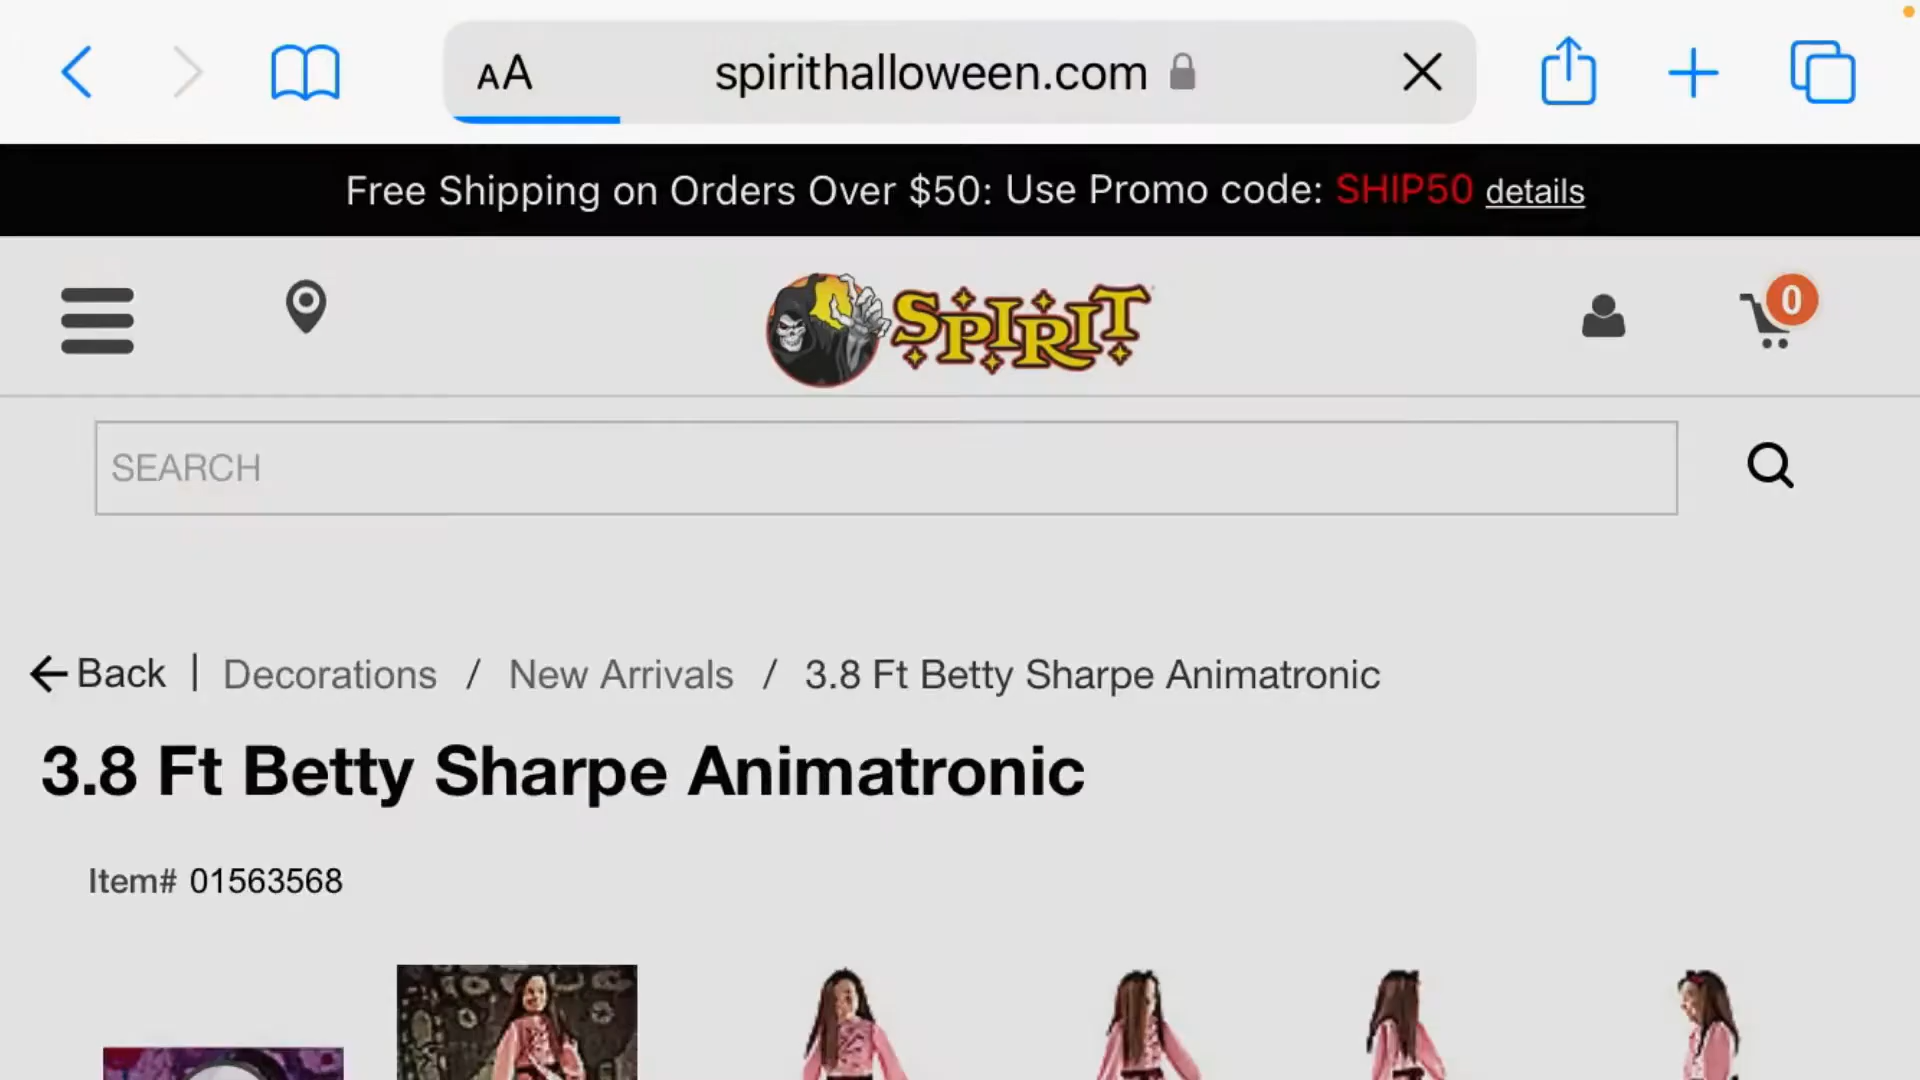 AA
spirithalloween.com
Free Shipping on Orders Over $50: Use Promo code: SHIP50 details
SPIRIT
0
SEARCH
Back | Decorations / New Arrivals / 3.8 Ft Betty Sharpe Animatronic
3.8 Ft Betty Sharpe Animatronic
Item# 01563568